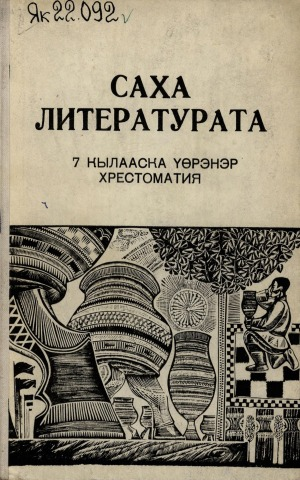 Як 22.092
САХА
ЛИТЕРАТУРАТА
7 КЫЛААСКА ҮӨРЭНЭР
ХРЕСТОМАТИЯ